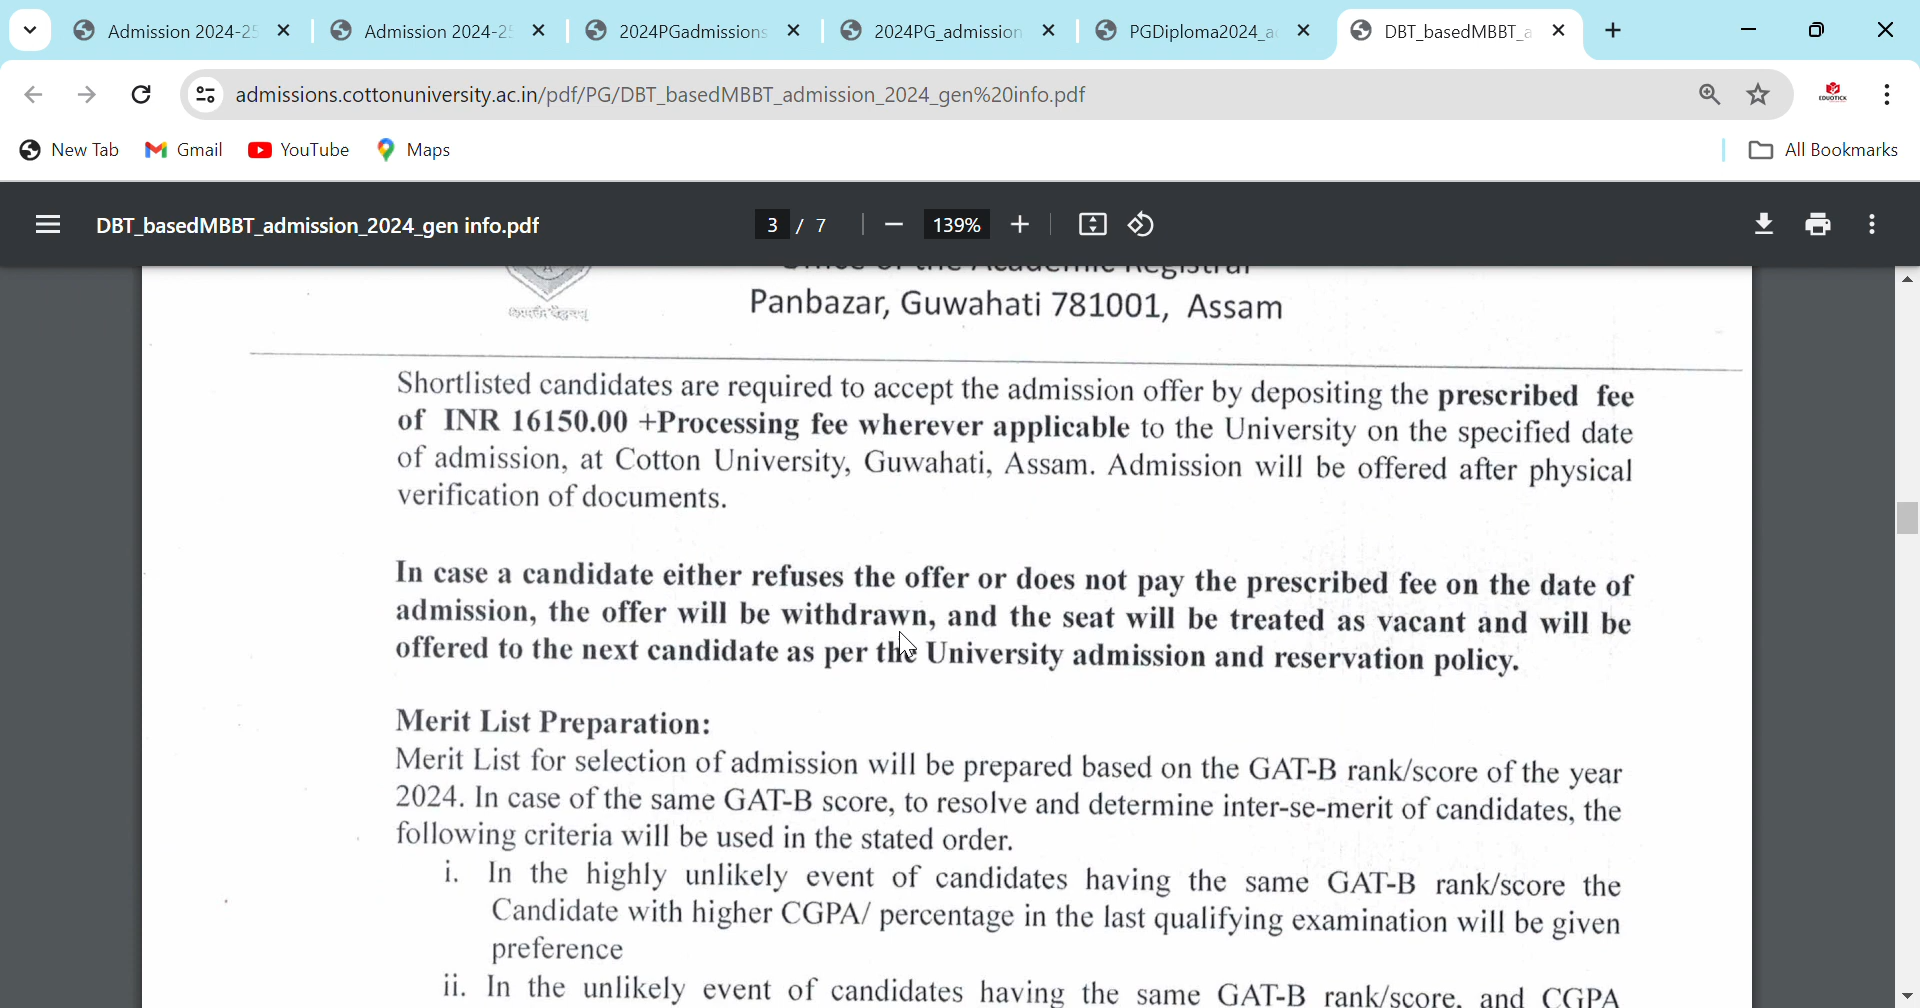 Admission 2024-25
Admission 2024-25
2024PGadmissions
2024PG_admission
PGDiploma2024_a
DBT_basedMBBT_a
admissions.cottonuniversity.ac.in/pdf/PG/DBT_basedMBBT_admission_2024_gen%20info.pdf
EDUOTICK
New Tab
Gmail
YouTube
Maps
All Bookmarks
DBT_basedMBBT_admission_2024_gen info.pdf
3 / 7
139%
Office of the Academic Registrar
Panbazar, Guwahati 781001, Assam
Shortlisted candidates are required to accept the admission offer by depositing the prescribed fee
of INR 16150.00 +Processing fee wherever applicable to the University on the specified date
of admission, at Cotton University, Guwahati, Assam. Admission will be offered after physical
verification of documents.
In case a candidate either refuses the offer or does not pay the prescribed fee on the date of
admission, the offer will be withdrawn, and the seat will be treated as vacant and will be
offered to the next candidate as per the University admission and reservation policy.
Merit List Preparation:
Merit List for selection of admission will be prepared based on the GAT-B rank/score of the year
2024. In case of the same GAT-B score, to resolve and determine inter-se-merit of candidates, the
following criteria will be used in the stated order.
i. In the highly unlikely event of candidates having the same GAT-B rank/score the
Candidate with higher CGPA/ percentage in the last qualifying examination will be given
preference
ii. In the unlikely event of candidates having the same GAT-B rank/score, and CGPA